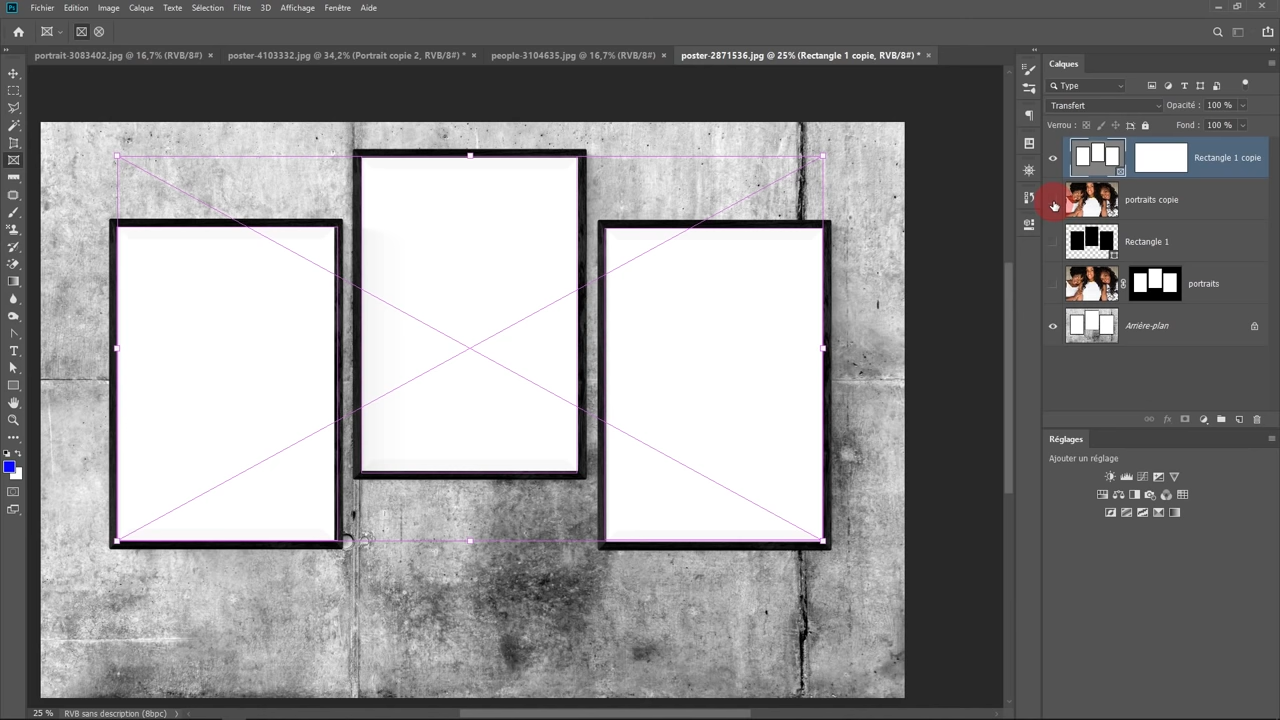 Ps Fichier Edition Image Calque Texte Sélection Filtre 3D Affichage Fenêtre Aide
portrait-3083402.jpg @ 16,7% (RVB/8#) × poster-4103332.jpg @ 34,2% (Portrait copie 2, RVB/8#) * × people-3104635.jpg @ 16,7% (RVB/8#) × poster-2871536.jpg @ 25% (Rectangle 1 copie, RVB/8#) * ×
Calques
Type
Transfert Opacité : 100 %
Verrou : Fond : 100 %
Rectangle 1 copie
portraits copie
Rectangle 1
portraits
Arrière-plan
fx
Réglages
Ajouter un réglage
25 % RVB sans description (8bpc)